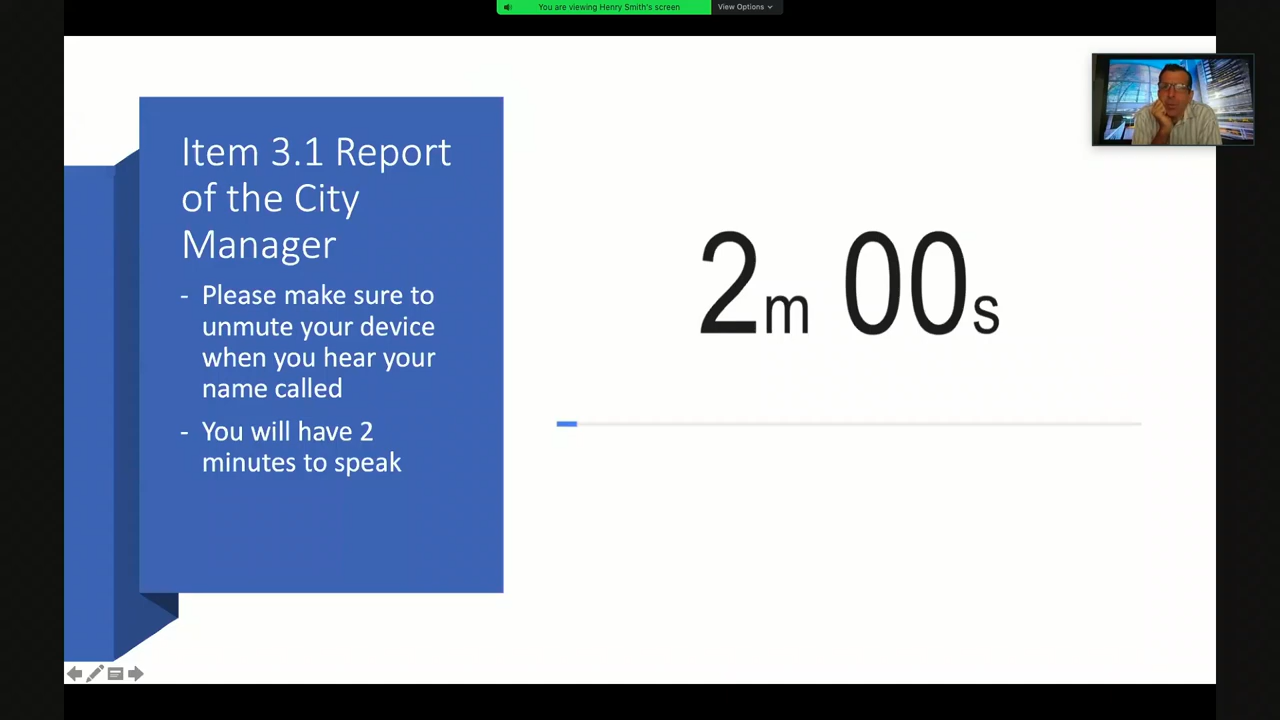 You are viewing Henry Smith's screen
View Options
Item 3.1 Report
of the City
Manager
- Please make sure to
unmute your device
when you hear your
name called
- You will have 2
minutes to speak
2m 00s